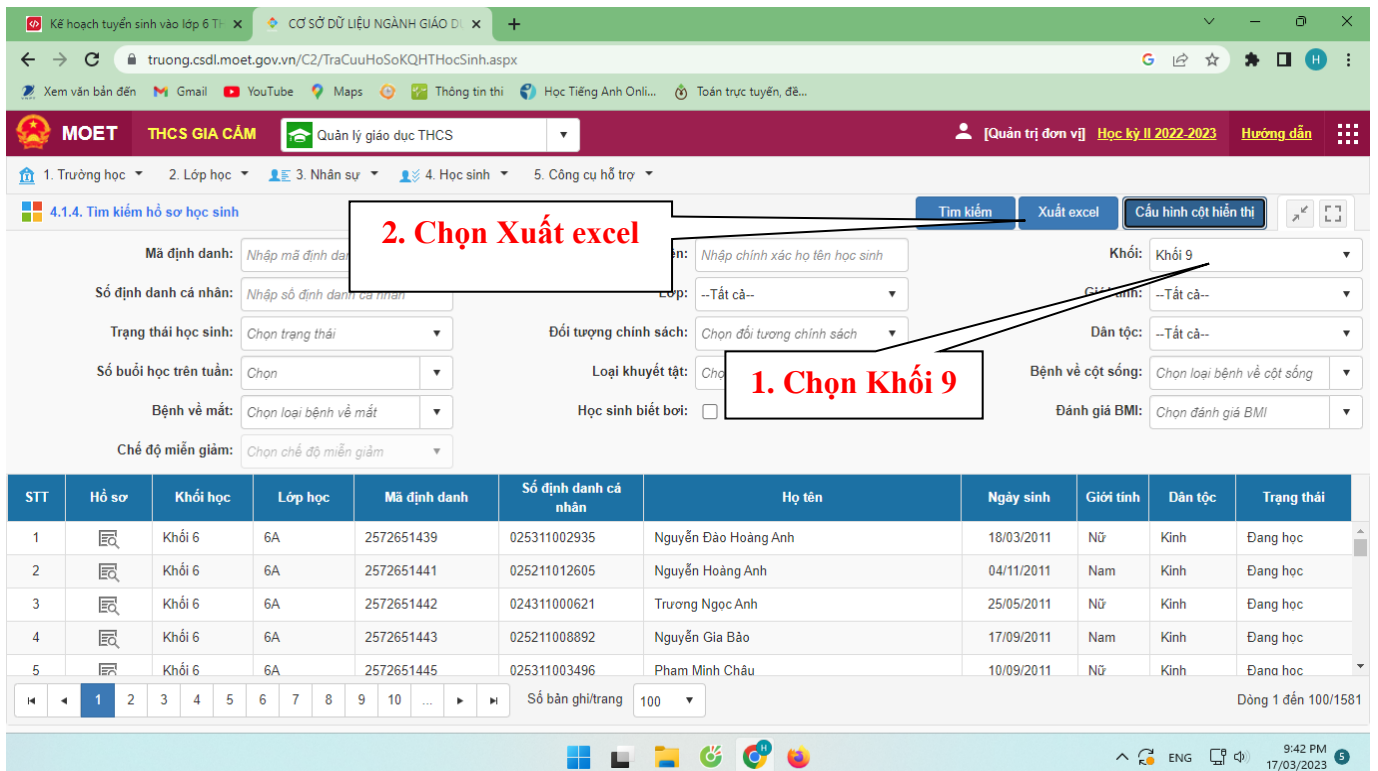 Kế hoạch tuyển sinh vào lớp 6 TH
CƠ SỞ DỮ LIỆU NGÀNH GIÁO D
truong.csdl.moet.gov.vn/C2/TraCuuHoSoKQHTHocSinh.aspx
Xem văn bản đến Gmail YouTube Maps Thông tin thi Học Tiếng Anh Onli... Toán trực tuyến, đề...
MOET THCS GIA CẨM Quản lý giáo dục THCS [Quản trị đơn vị] Học kỳ II 2022-2023 Hướng dẫn
1. Trường học 2. Lớp học 3. Nhân sự 4. Học sinh 5. Công cụ hỗ trợ
4.1.4. Tìm kiếm hồ sơ học sinh Tìm kiếm Xuất excel Cấu hình cột hiển thị
2. Chọn Xuất excel
Mã định danh: Nhập mã định dan ên: Nhập chính xác họ tên học sinh Khối: Khối 9
Số định danh cá nhân: Nhập số định danh cá nhân Lớp: --Tất cả-- Giới tính: --Tất cả--
Trạng thái học sinh: Chọn trạng thái Đối tượng chính sách: Chọn đối tượng chính sách Dân tộc: --Tất cả--
Số buổi học trên tuần: Chọn Loại khuyết tật: Chọ Bệnh về cột sống: Chọn loại bệnh về cột sống
1. Chọn Khối 9
Bệnh về mắt: Chọn loại bệnh về mắt Học sinh biết bơi: Đánh giá BMI: Chọn đánh giá BMI
Chế độ miễn giảm: Chọn chế độ miễn giảm
STT Hồ sơ Khối học Lớp học Mã định danh Số định danh cá nhân Họ tên Ngày sinh Giới tính Dân tộc Trạng thái
1 Khối 6 6A 2572651439 025311002935 Nguyễn Đào Hoàng Anh 18/03/2011 Nữ Kinh Đang học
2 Khối 6 6A 2572651441 025211012605 Nguyễn Hoàng Anh 04/11/2011 Nam Kinh Đang học
3 Khối 6 6A 2572651442 024311000621 Trương Ngọc Anh 25/05/2011 Nữ Kinh Đang học
4 Khối 6 6A 2572651443 025211008892 Nguyễn Gia Bảo 17/09/2011 Nam Kinh Đang học
5 Khối 6 6A 2572651445 025311003496 Phạm Minh Châu 10/09/2011 Nữ Kinh Đang học
1 2 3 4 5 6 7 8 9 10 ... Số bản ghi/trang 100 Dòng 1 đến 100/1581
ENG 9:42 PM 5
17/03/2023